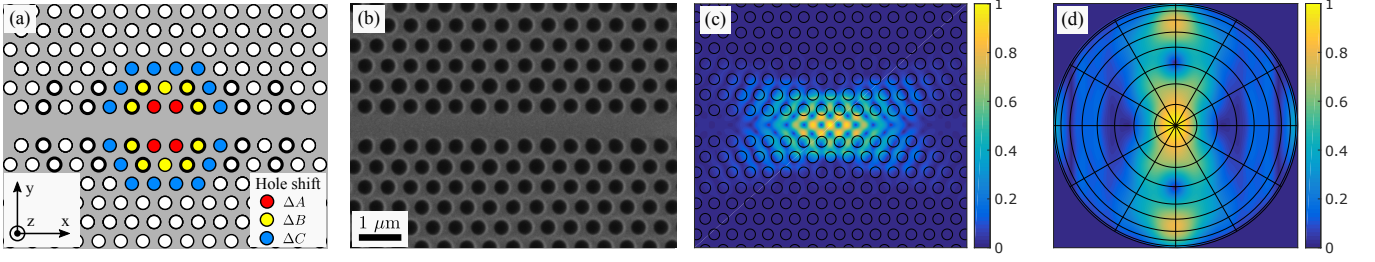 (a)
y
z
x
Hole shift
ΔA
ΔB
ΔC
(b)
1 μm
(c)
1
0.8
0.6
0.4
0.2
0
(d)
1
0.8
0.6
0.4
0.2
0